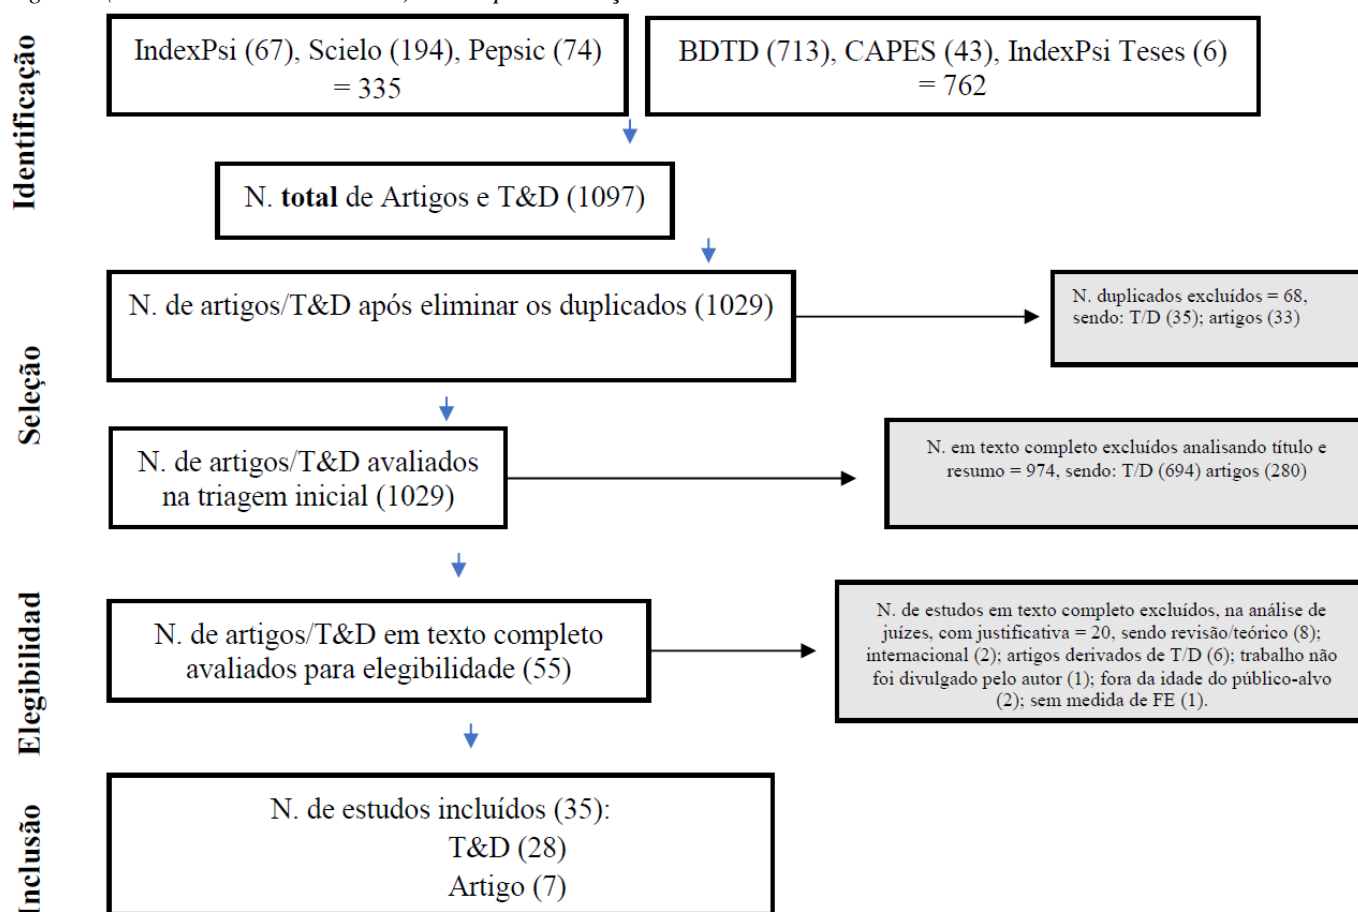 Identificação
IndexPsi (67), Scielo (194), Pepsic (74)
= 335
BDTD (713), CAPES (43), IndexPsi Teses (6)
= 762
N. total de Artigos e T&D (1097)
Seleção
N. de artigos/T&D após eliminar os duplicados (1029)
N. duplicados excluídos = 68,
sendo: T/D (35); artigos (33)
N. de artigos/T&D avaliados
na triagem inicial (1029)
N. em texto completo excluídos analisando título e
resumo = 974, sendo: T/D (694) artigos (280)
Elegibilidad
N. de artigos/T&D em texto completo
avaliados para elegibilidade (55)
N. de estudos em texto completo excluídos, na análise de
juízes, com justificativa = 20, sendo revisão/teórico (8);
internacional (2); artigos derivados de T/D (6); trabalho não
foi divulgado pelo autor (1); fora da idade do público-alvo
(2); sem medida de FE (1).
Inclusão
N. de estudos incluídos (35):
T&D (28)
Artigo (7)